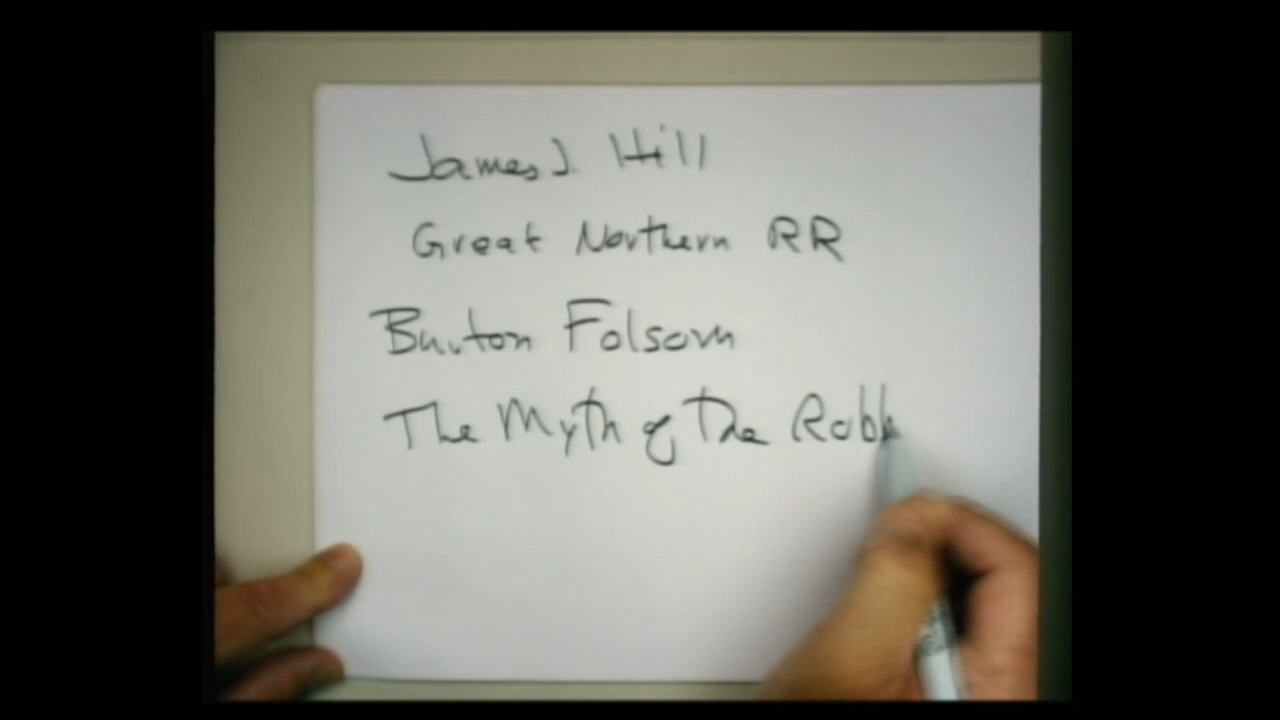 James J. Hill
Great Northern RR
Burton Folsom
The Myth of the Robb